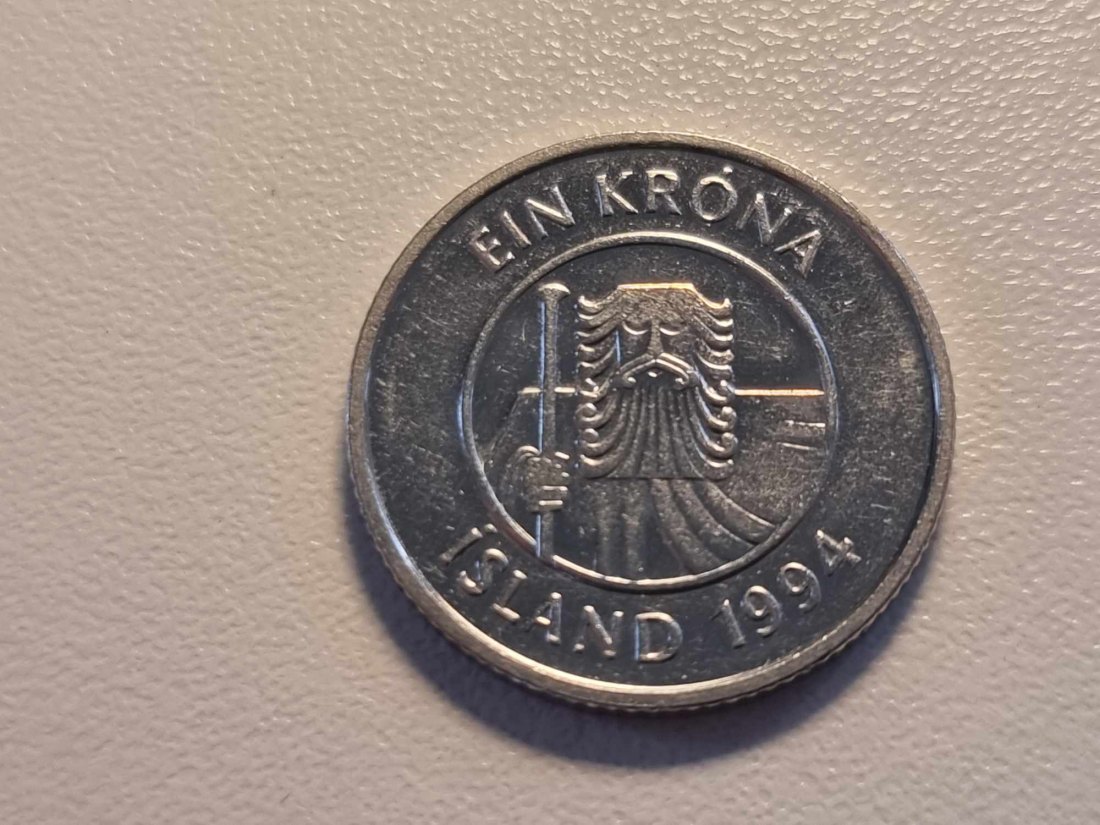 EIN KRÓNA
ÍSLAND 1994